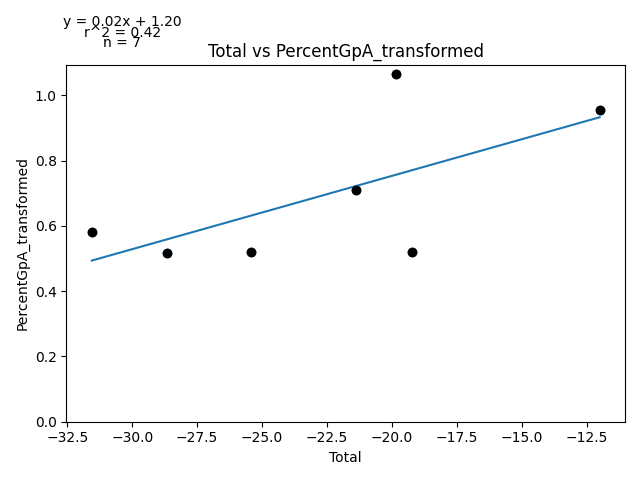 y = 0.02x + 1.20
r^2 = 0.42
n = 7
Total vs PercentGpA_transformed
1.0
0.8
0.6
0.4
0.2
0.0
PercentGpA_transformed
−32.5 −30.0 −27.5 −25.0 −22.5 −20.0 −17.5 −15.0 −12.5
Total